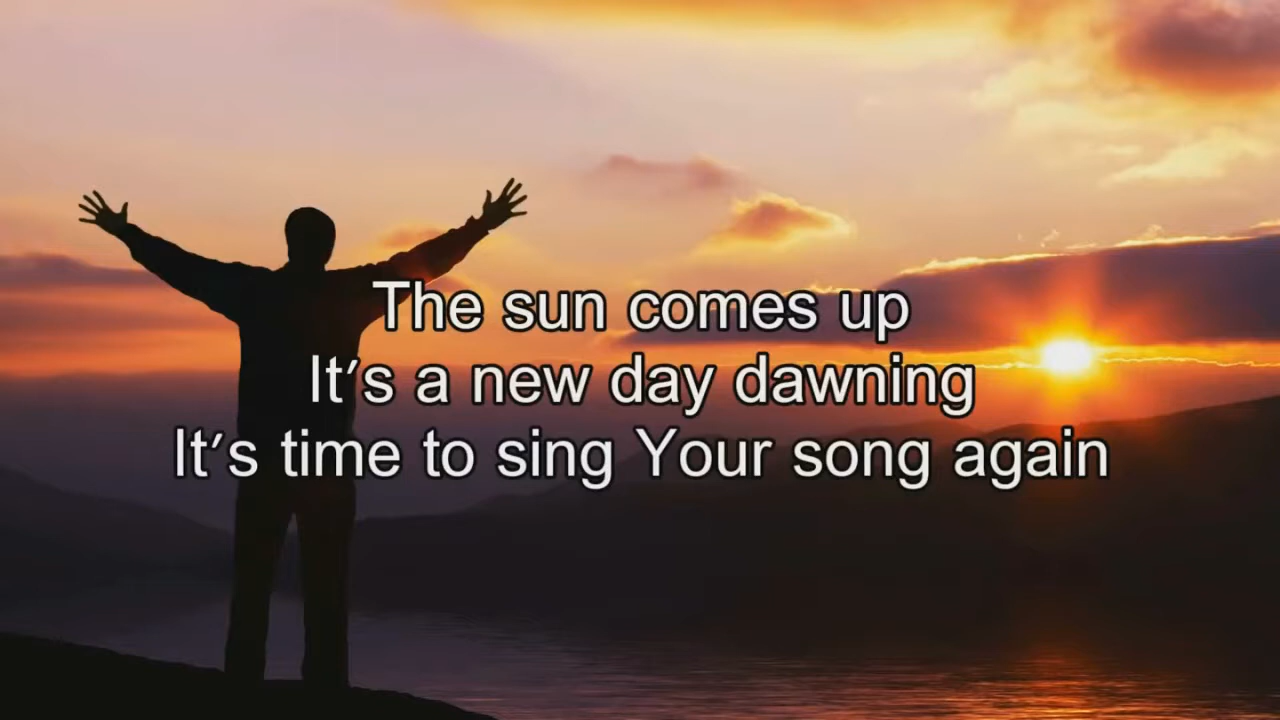 The sun comes up
It's a new day dawning
It's time to sing Your song again